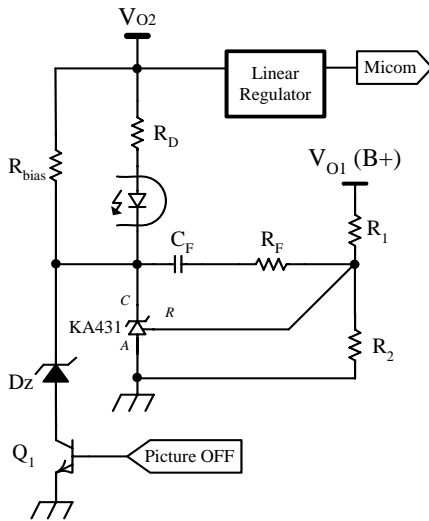 VO2
Linear
Regulator
Micom
RD
Rbias
VO1 (B+)
R1
CF
RF
C
R
KA431
A
R2
Dz
Q1
Picture OFF